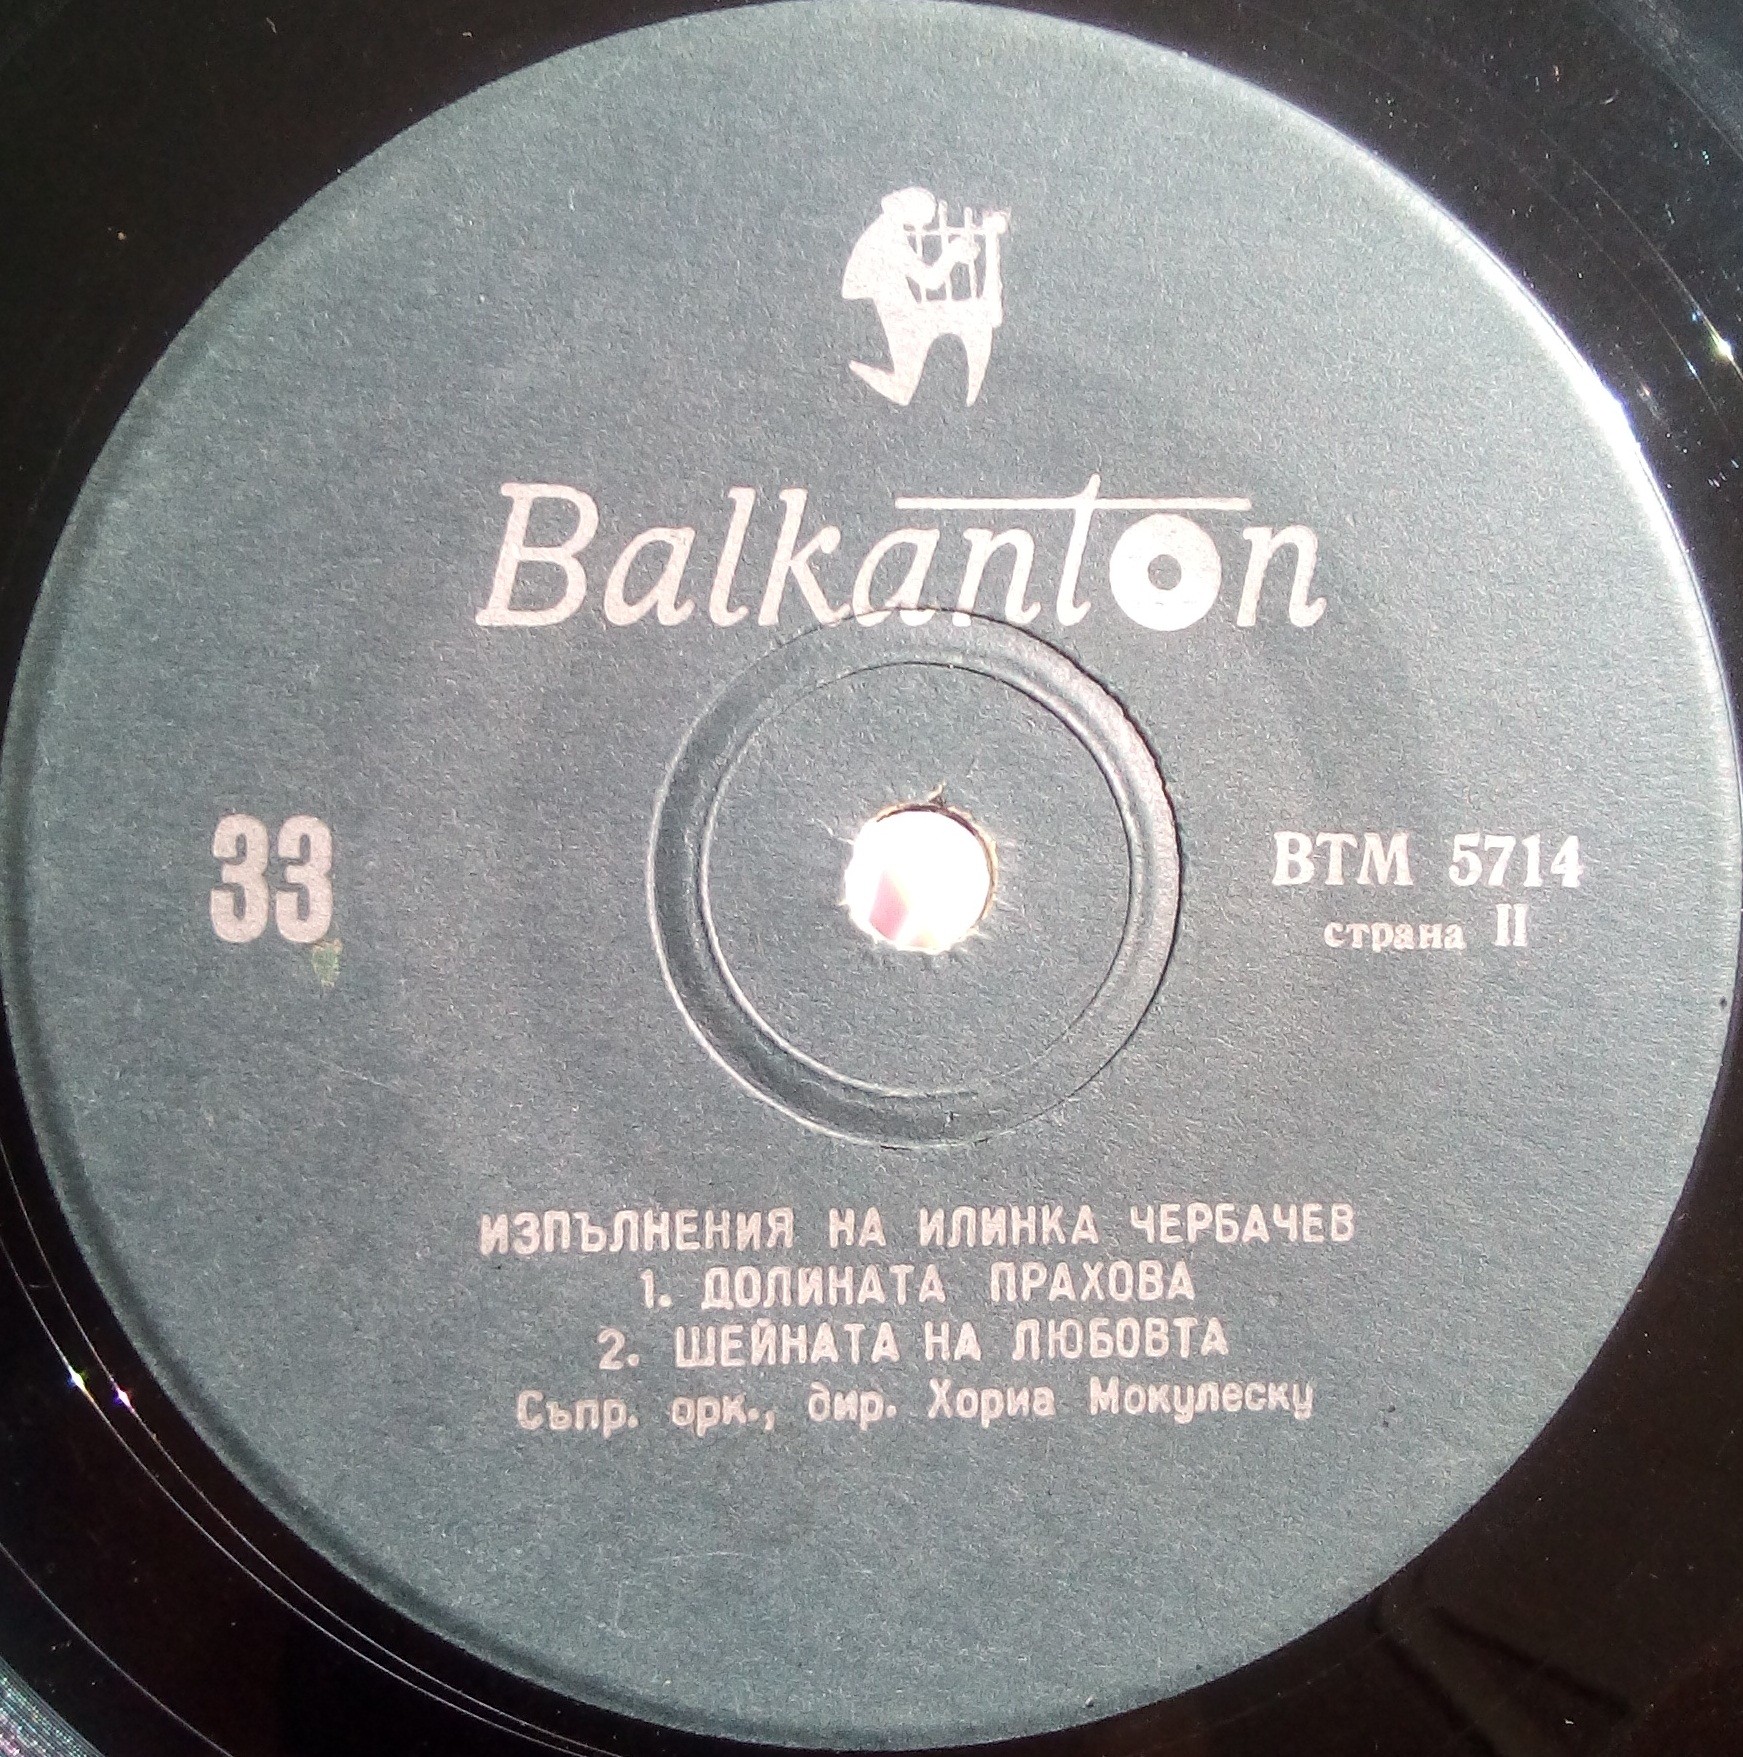 Balkanton
33
ВТМ 5714
страна II
ИЗПЪЛНЕНИЯ НА ИЛИНКА ЧЕРБАЧЕВ
1. ДОЛИНАТА ПРАХОВА
2. ШЕЙНАТА НА ЛЮБОВТА
Съпр. орк., дир. Хориа Мокулеску